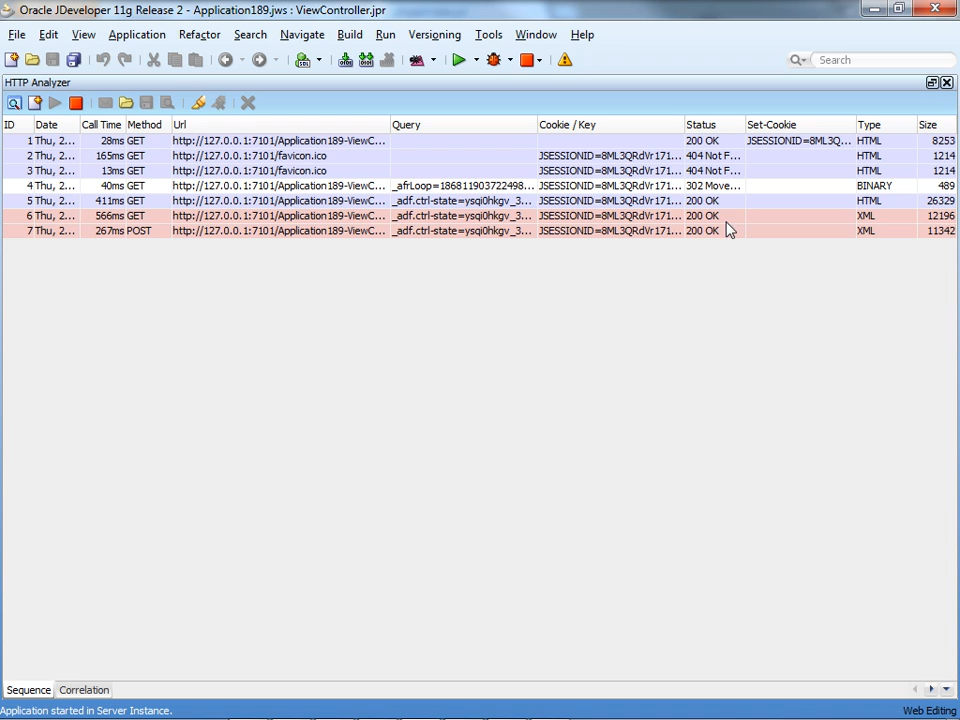 Oracle JDeveloper 11g Release 2 - Application189.jws : ViewController.jpr
File Edit View Application Refactor Search Navigate Build Run Versioning Tools Window Help
Search
HTTP Analyzer
ID Date Call Time Method Url Query Cookie / Key Status Set-Cookie Type Size
1 Thu, 2... 28ms GET http://127.0.0.1:7101/Application189-ViewC... 200 OK JSESSIONID=8ML3Q... HTML 8253
2 Thu, 2... 165ms GET http://127.0.0.1:7101/favicon.ico JSESSIONID=8ML3QRdVr171... 404 Not F... HTML 1214
3 Thu, 2... 13ms GET http://127.0.0.1:7101/favicon.ico JSESSIONID=8ML3QRdVr171... 404 Not F... HTML 1214
4 Thu, 2... 40ms GET http://127.0.0.1:7101/Application189-ViewC... _afrLoop=186811903722498... JSESSIONID=8ML3QRdVr171... 302 Move... BINARY 489
5 Thu, 2... 411ms GET http://127.0.0.1:7101/Application189-ViewC... _adf.ctrl-state=ysqi0hkgv_3... JSESSIONID=8ML3QRdVr171... 200 OK HTML 26329
6 Thu, 2... 566ms GET http://127.0.0.1:7101/Application189-ViewC... _adf.ctrl-state=ysqi0hkgv_3... JSESSIONID=8ML3QRdVr171... 200 OK XML 12196
7 Thu, 2... 267ms POST http://127.0.0.1:7101/Application189-ViewC... _adf.ctrl-state=ysqi0hkgv_3... JSESSIONID=8ML3QRdVr171... 200 OK XML 11342
Sequence Correlation
Application started in Server Instance. Web Editing